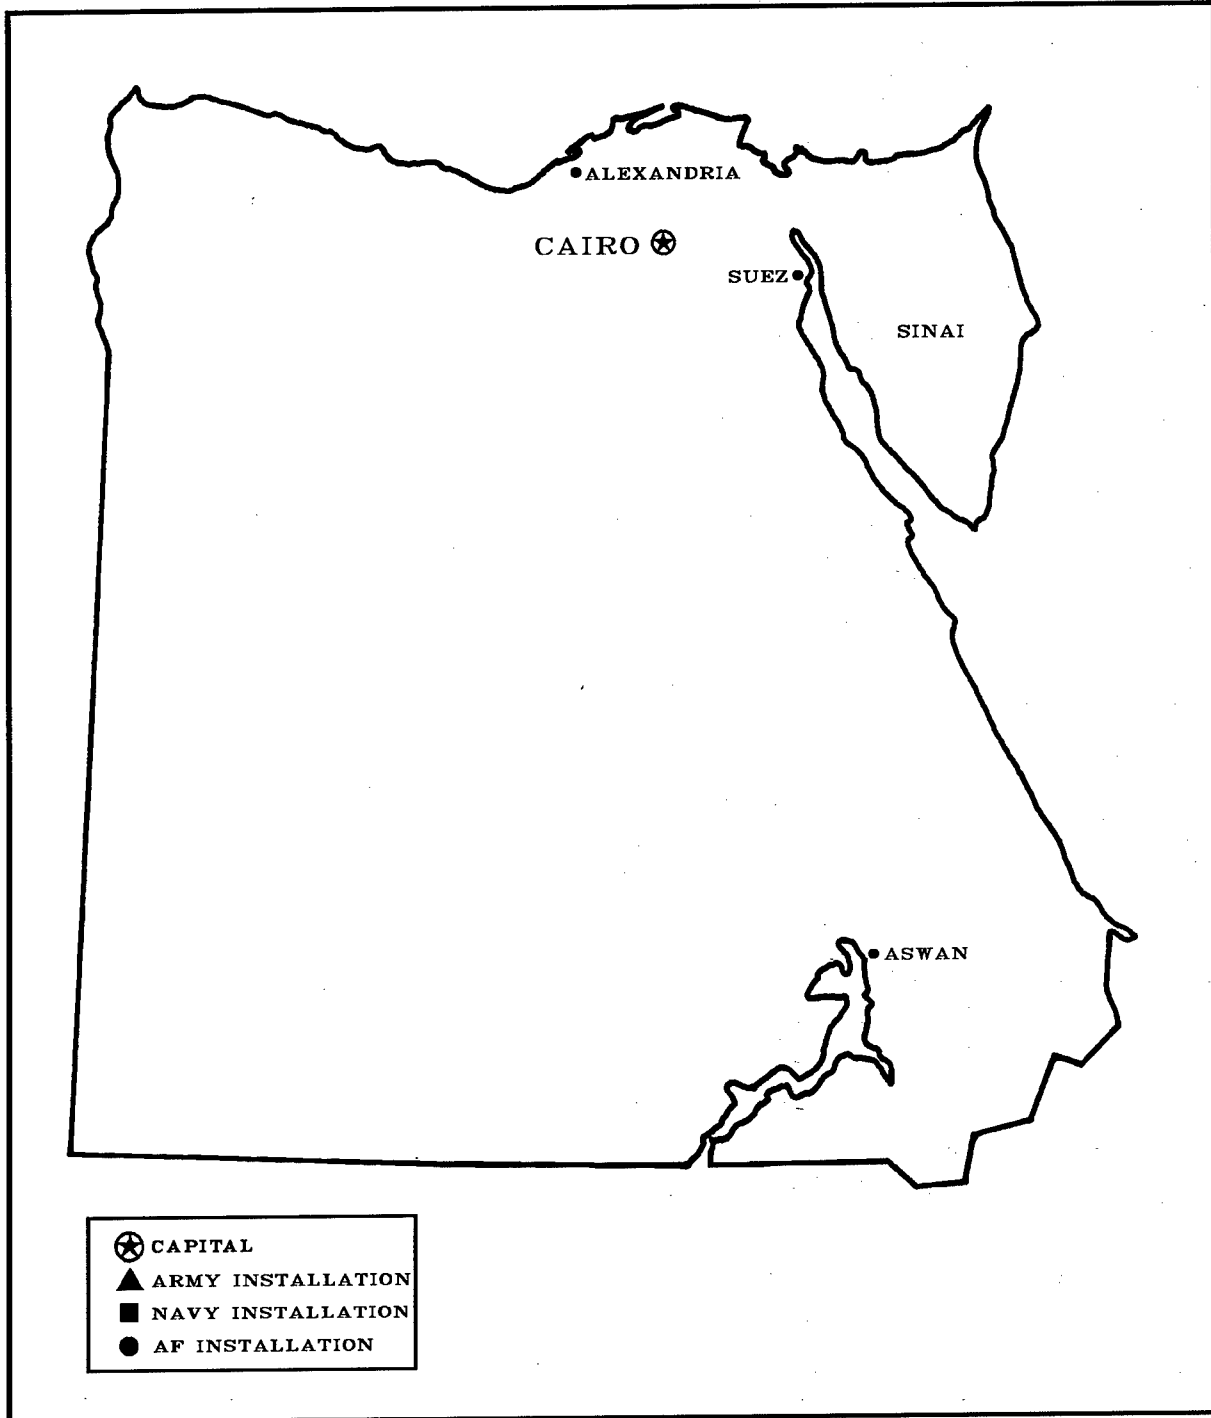 ALEXANDRIA
CAIRO
SUEZ
SINAI
ASWAN
CAPITAL
ARMY INSTALLATION
NAVY INSTALLATION
AF INSTALLATION